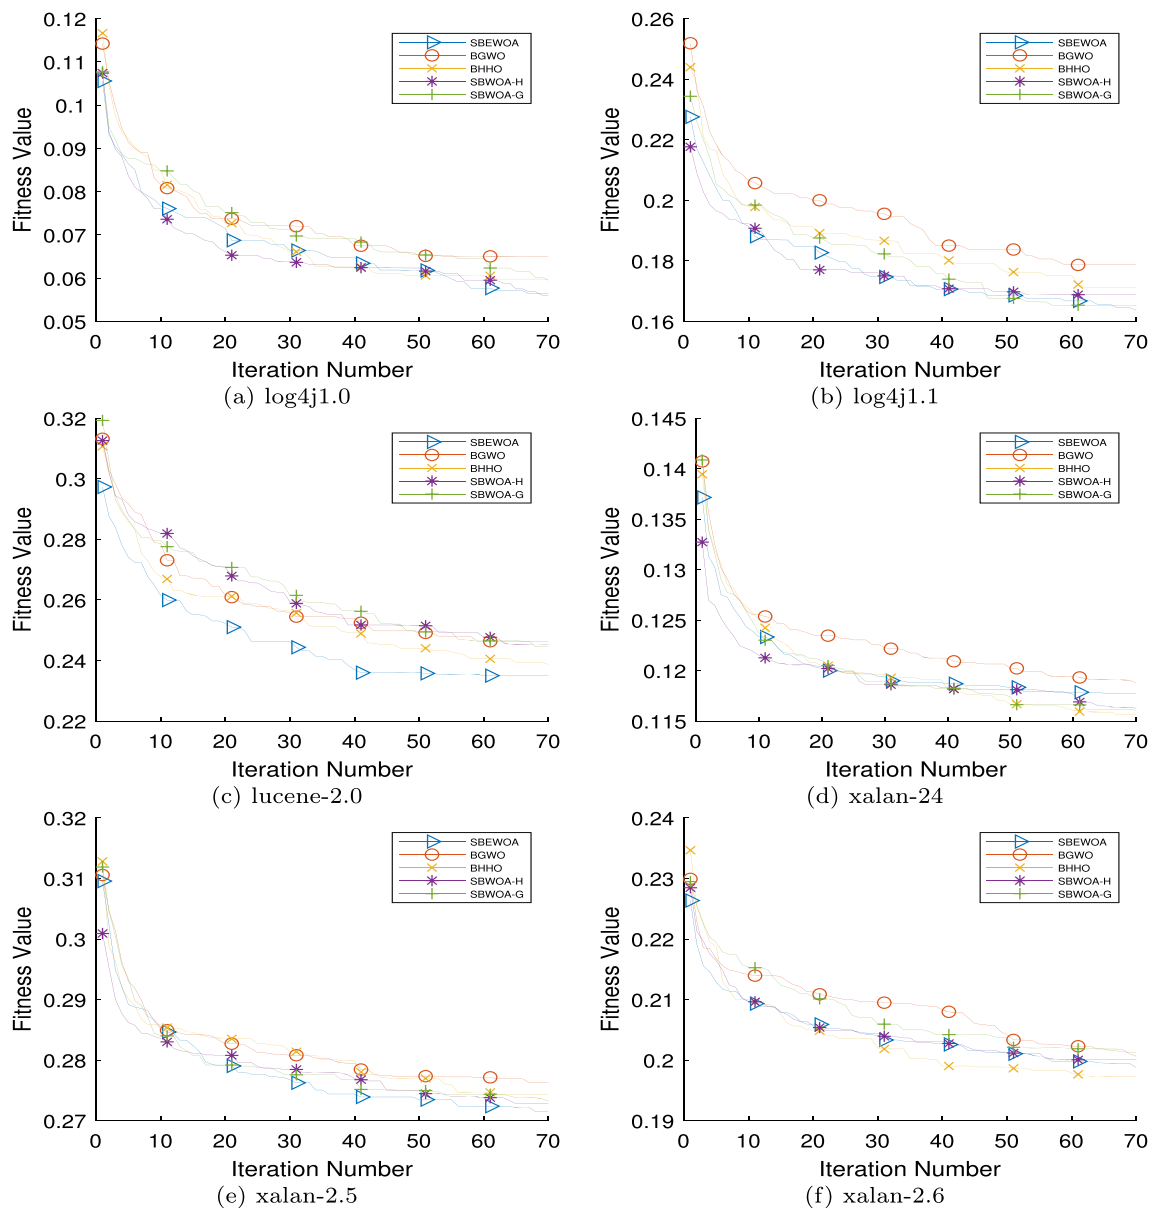 0.12
0.11
0.1
0.09
0.08
0.07
0.06
0.05
Fitness Value
SBEWOA
BGWO
BHHO
SBWOA-H
SBWOA-G
0 10 20 30 40 50 60 70
Iteration Number
(a) log4j1.0
0.26
0.24
0.22
0.2
0.18
0.16
Fitness Value
SBEWOA
BGWO
BHHO
SBWOA-H
SBWOA-G
0 10 20 30 40 50 60 70
Iteration Number
(b) log4j1.1
0.32
0.3
0.28
0.26
0.24
0.22
Fitness Value
SBEWOA
BGWO
BHHO
SBWOA-H
SBWOA-G
0 10 20 30 40 50 60 70
Iteration Number
(c) lucene-2.0
0.145
0.14
0.135
0.13
0.125
0.12
0.115
Fitness Value
SBEWOA
BGWO
BHHO
SBWOA-H
SBWOA-G
0 10 20 30 40 50 60 70
Iteration Number
(d) xalan-24
0.32
0.31
0.3
0.29
0.28
0.27
Fitness Value
SBEWOA
BGWO
BHHO
SBWOA-H
SBWOA-G
0 10 20 30 40 50 60 70
Iteration Number
(e) xalan-2.5
0.24
0.23
0.22
0.21
0.2
0.19
Fitness Value
SBEWOA
BGWO
BHHO
SBWOA-H
SBWOA-G
0 10 20 30 40 50 60 70
Iteration Number
(f) xalan-2.6